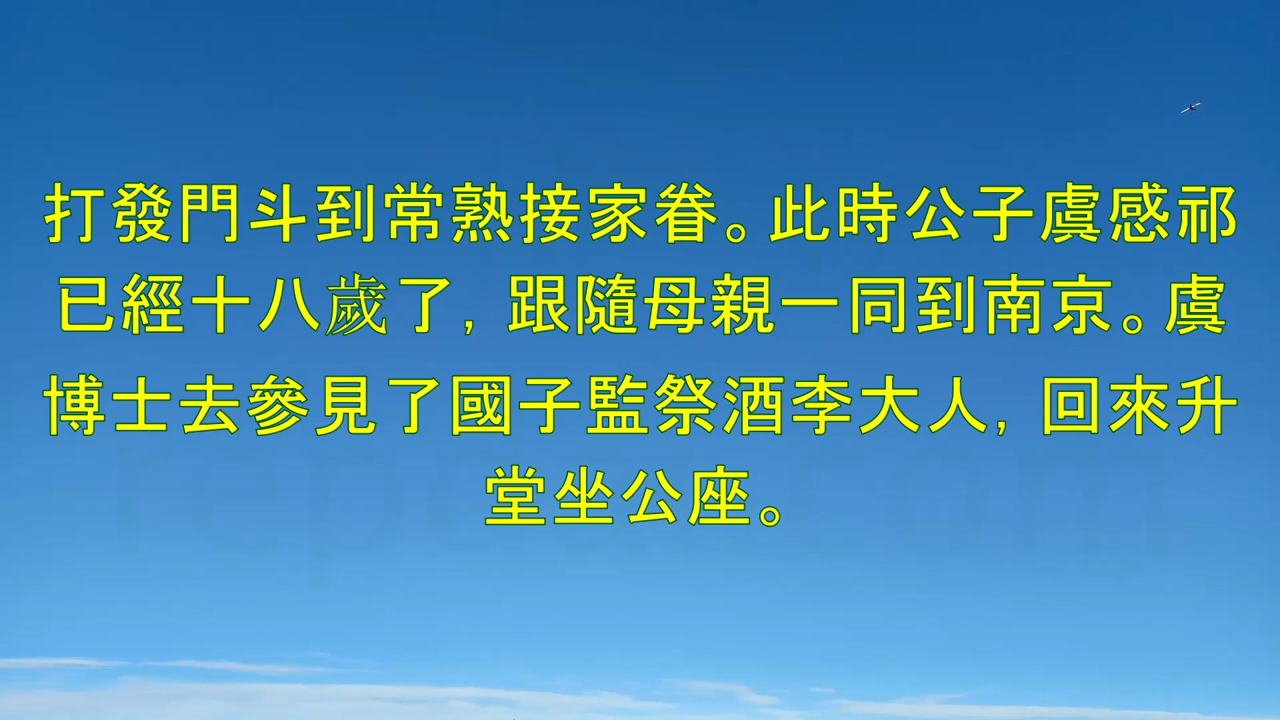 打發門斗到常熟接家眷。此時公子虞感祁
已經十八歲了，跟隨母親一同到南京。虞
博士去參見了國子監祭酒李大人，回來升
堂坐公座。